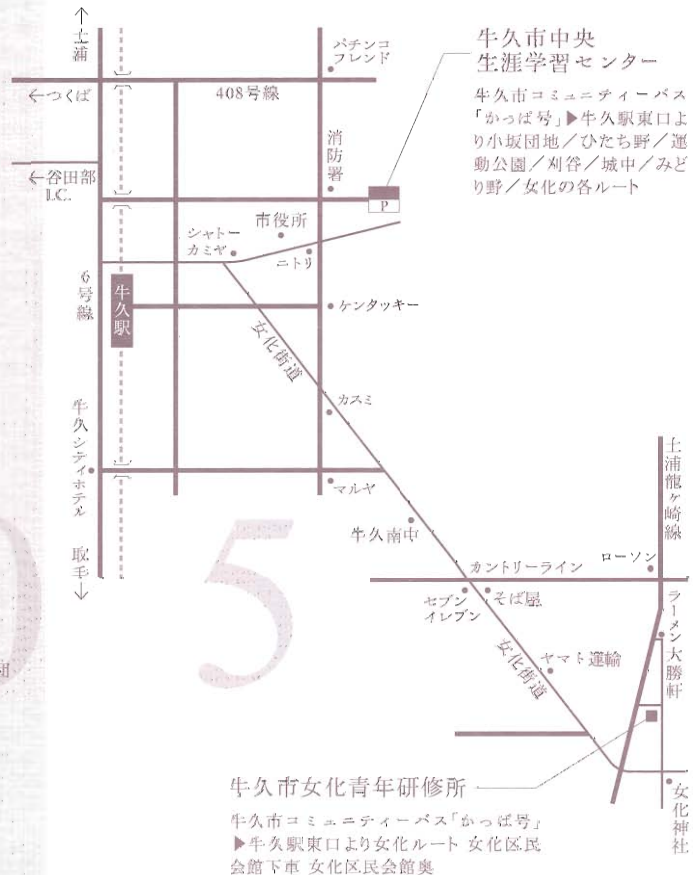 土浦
←つくば
408号線
パチンコ
フレンド
牛久市中央
生涯学習センター
牛久市コミュニティーバス
「かっぱ号」▶牛久駅東口よ
り小坂団地／ひたち野／運
動公園／刈谷／城中／みど
り野／女化の各ルート
←谷田部
I.C.
消防署
P
市役所
シャトー
カミヤ
ニトリ
6号線
牛久駅
ケンタッキー
女化街道
カスミ
牛久シティホテル
マルヤ
牛久南中
取手
5
土浦龍ヶ崎線
カントリーライン
ローソン
セブン
イレブン
そば屋
ラーメン
大勝軒
女化街道
ヤマト運輸
女化神社
牛久市女化青年研修所
牛久市コミュニティーバス「かっぱ号」
▶牛久駅東口より女化ルート 女化区民
会館下車 女化区民会館奥